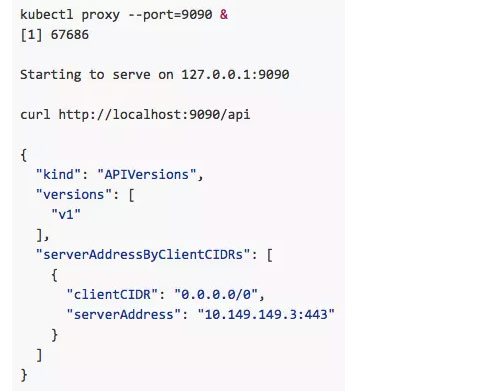 kubectl proxy --port=9090 &
[1] 67686
Starting to serve on 127.0.0.1:9090
curl http://localhost:9090/api
{
  "kind": "APIVersions",
  "versions": [
    "v1"
  ],
  "serverAddressByClientCIDRs": [
    {
      "clientCIDR": "0.0.0.0/0",
      "serverAddress": "10.149.149.3:443"
    }
  ]
}